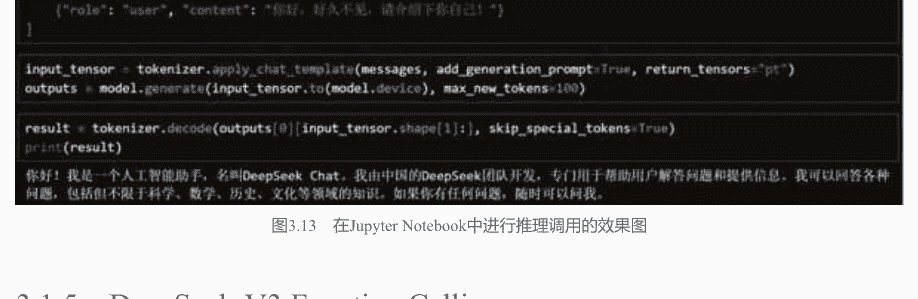 {"role": "user", "content": "你好，好久不见，请介绍下你自己！"}
]
input_tensor = tokenizer.apply_chat_template(messages, add_generation_prompt=True, return_tensors="pt")
outputs = model.generate(input_tensor.to(model.device), max_new_tokens=100)
result = tokenizer.decode(outputs[0][input_tensor.shape[1]:], skip_special_tokens=True)
print(result)
你好！我是一个人工智能助手，名叫DeepSeek Chat。我由中国的DeepSeek团队开发，专门用于帮助用户解答问题和提供信息。我可以回答各种
问题，包括但不限于科学、数学、历史、文化等领域的知识。如果你有任何问题，随时可以问我。
图3.13 在Jupyter Notebook中进行推理调用的效果图